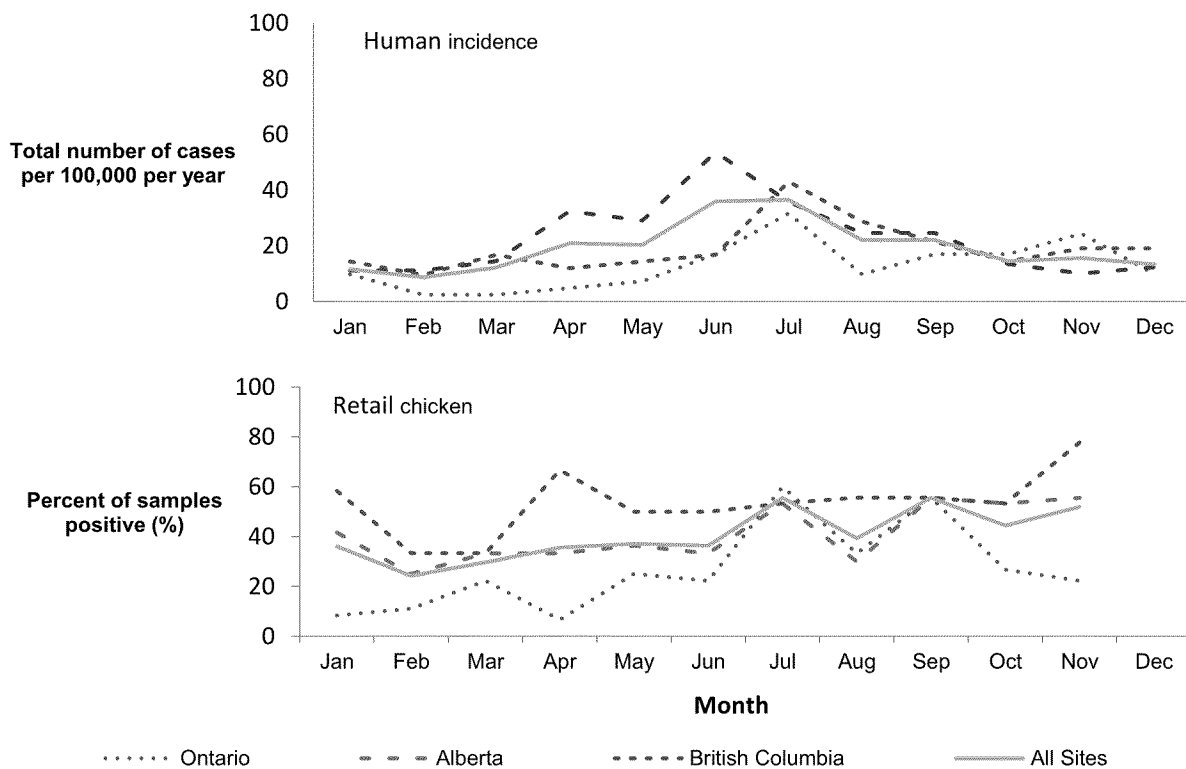 Human incidence
Total number of cases
per 100,000 per year
100
80
60
40
20
0
Jan Feb Mar Apr May Jun Jul Aug Sep Oct Nov Dec
Retail chicken
Percent of samples
positive (%)
100
80
60
40
20
0
Jan Feb Mar Apr May Jun Jul Aug Sep Oct Nov Dec
Month
Ontario Alberta British Columbia All Sites